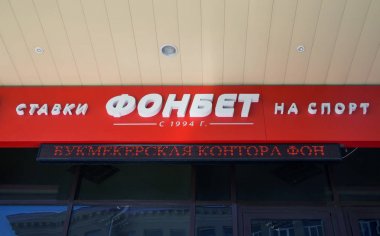 СТАВКИ ФОНБЕТ НА СПОРТ
С 1994 Г.
БУКМЕКЕРСКАЯ КОНТОРА ФОН